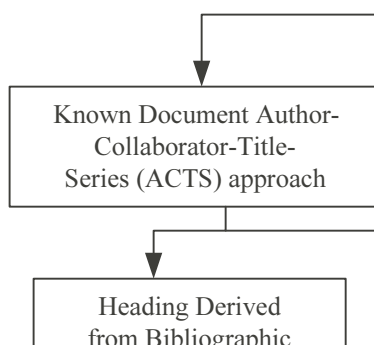 Known Document Author-
Collaborator-Title-
Series (ACTS) approach
Heading Derived
from Bibliographic